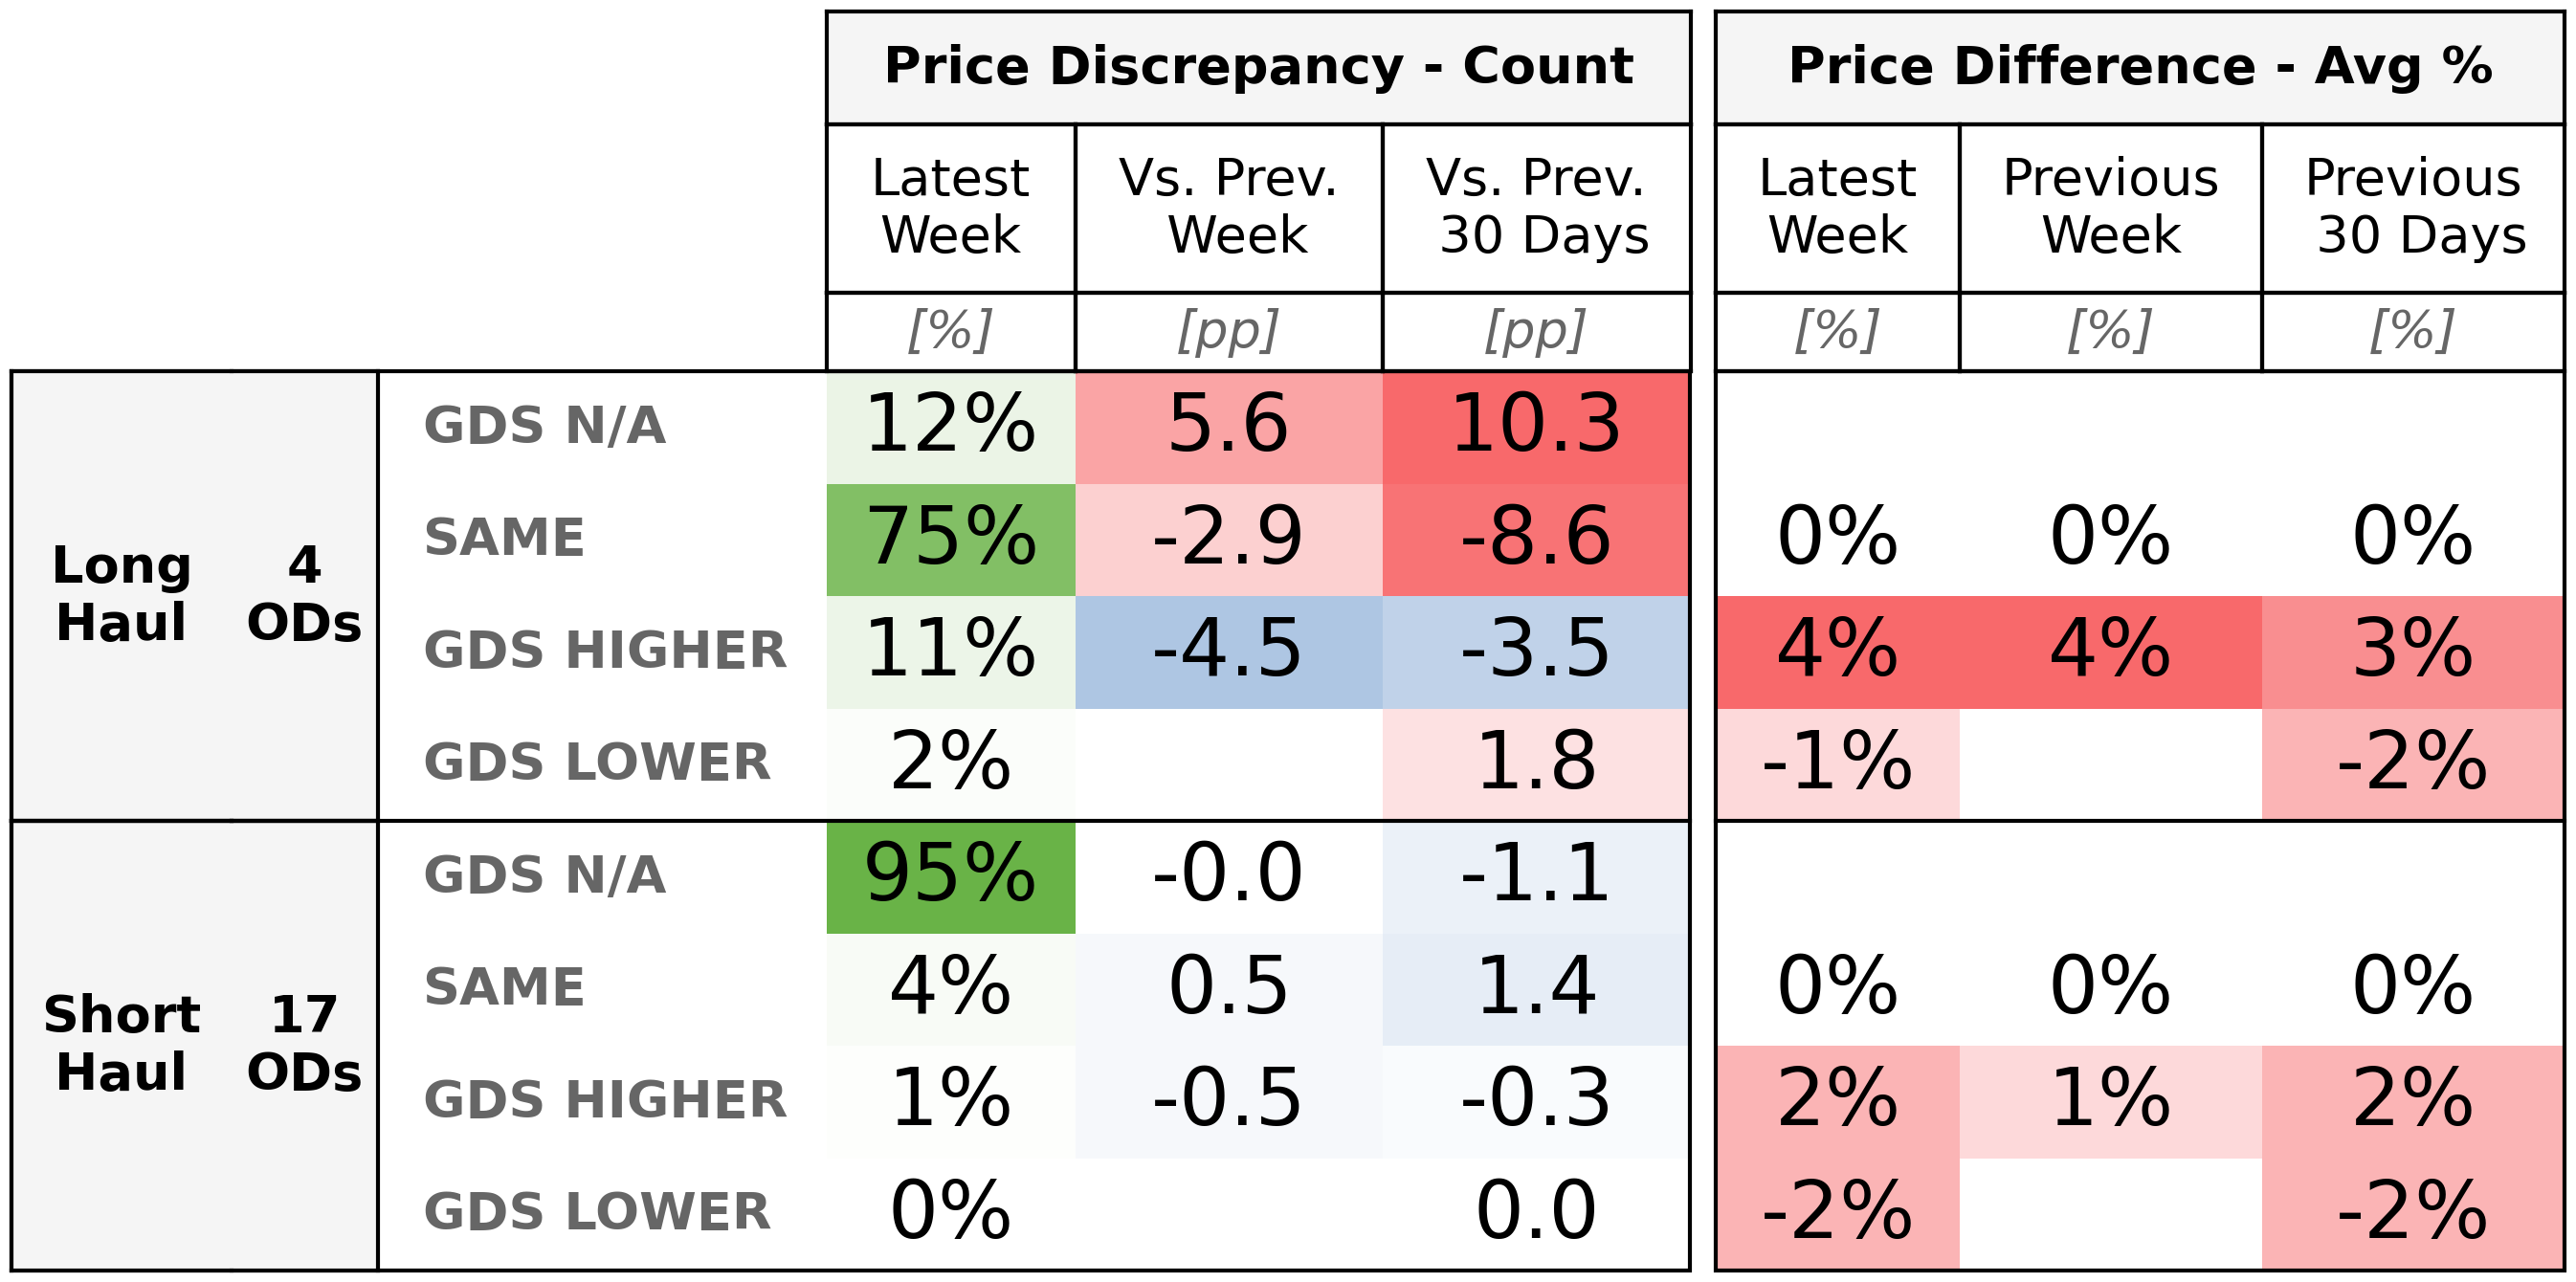 Price Discrepancy - Count Price Difference - Avg %
Latest Week Vs. Prev. Week Vs. Prev. 30 Days Latest Week Previous Week Previous 30 Days
[%] [pp] [pp] [%] [%] [%]
Long Haul 4 ODs
GDS N/A 12% 5.6 10.3
SAME 75% -2.9 -8.6 0% 0% 0%
GDS HIGHER 11% -4.5 -3.5 4% 4% 3%
GDS LOWER 2% 1.8 -1% -2%
Short Haul 17 ODs
GDS N/A 95% -0.0 -1.1
SAME 4% 0.5 1.4 0% 0% 0%
GDS HIGHER 1% -0.5 -0.3 2% 1% 2%
GDS LOWER 0% 0.0 -2% -2%